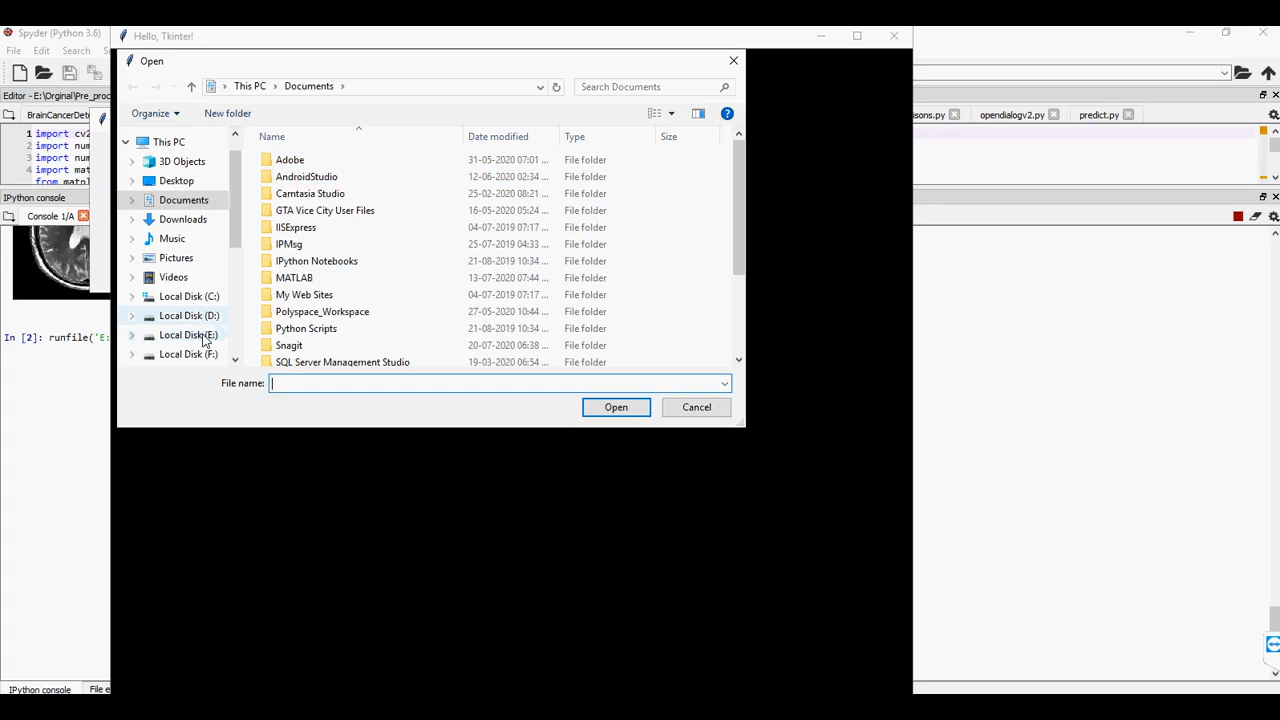 Spyder (Python 3.6)
Hello, Tkinter!
File Edit Search
Open
This PC Documents
Search Documents
Editor - E:\Orginal\Pre_proc
Organize
New folder
BrainCancerDete
isons.py
opendialogv2.py
predict.py
1 import cv2
2 import num
3 import num
4 import mat
from matpl
IPython console
Console 1/A
In [2]: runfile('E:
This PC
3D Objects
Desktop
Documents
Downloads
Music
Pictures
Videos
Local Disk (C:)
Local Disk (D:)
Local Disk (E:)
Local Disk (F:)
Name Date modified Type Size
Adobe 31-05-2020 07:01 ... File folder
AndroidStudio 12-06-2020 02:34 ... File folder
Camtasia Studio 25-02-2020 08:21 ... File folder
GTA Vice City User Files 16-05-2020 05:24 ... File folder
IISExpress 04-07-2019 07:17 ... File folder
IPMsg 25-07-2019 04:33 ... File folder
IPython Notebooks 21-08-2019 10:34 ... File folder
MATLAB 13-07-2020 07:44 ... File folder
My Web Sites 04-07-2019 07:17 ... File folder
Polyspace_Workspace 27-05-2020 10:44 ... File folder
Python Scripts 21-08-2019 10:34 ... File folder
Snagit 20-07-2020 06:38 ... File folder
SQL Server Management Studio 19-03-2020 06:54 ... File folder
File name:
Open
Cancel
IPython console
File e